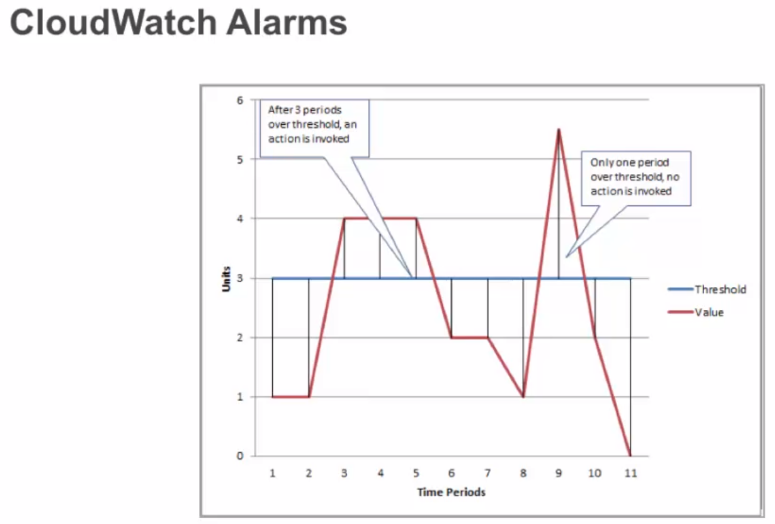 CloudWatch Alarms
6
After 3 periods
over threshold, an
action is invoked
5
Only one period
over threshold, no
action is invoked
4
3
Units
Threshold
Value
2
1
0
1 2 3 4 5 6 7 8 9 10 11
Time Periods